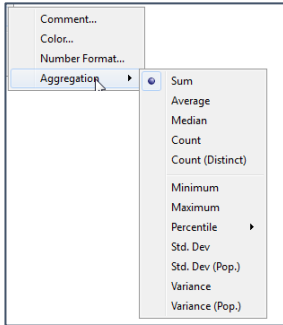 Comment...
Color...
Number Format...
Aggregation
Sum
Average
Median
Count
Count (Distinct)
Minimum
Maximum
Percentile
Std. Dev
Std. Dev (Pop.)
Variance
Variance (Pop.)